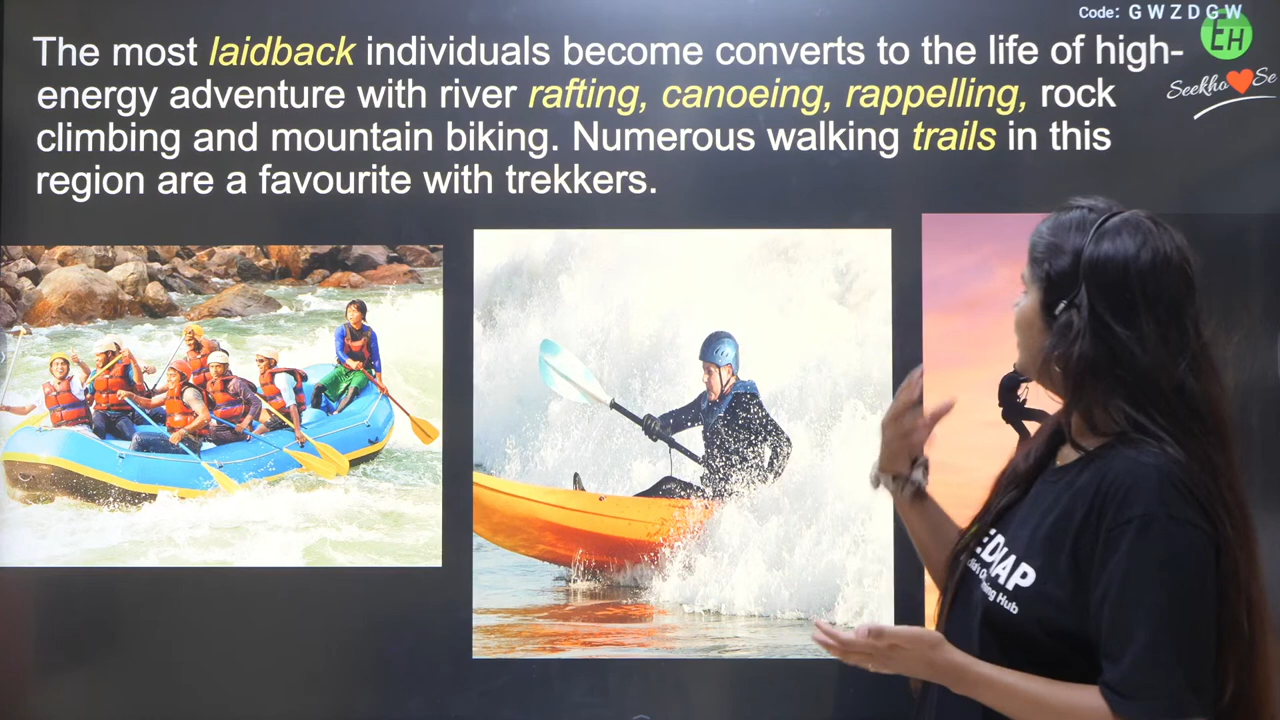 Code: G W Z D G W
EH
Seekho Se
The most laidback individuals become converts to the life of high-
energy adventure with river rafting, canoeing, rappelling, rock
climbing and mountain biking. Numerous walking trails in this
region are a favourite with trekkers.
Hub